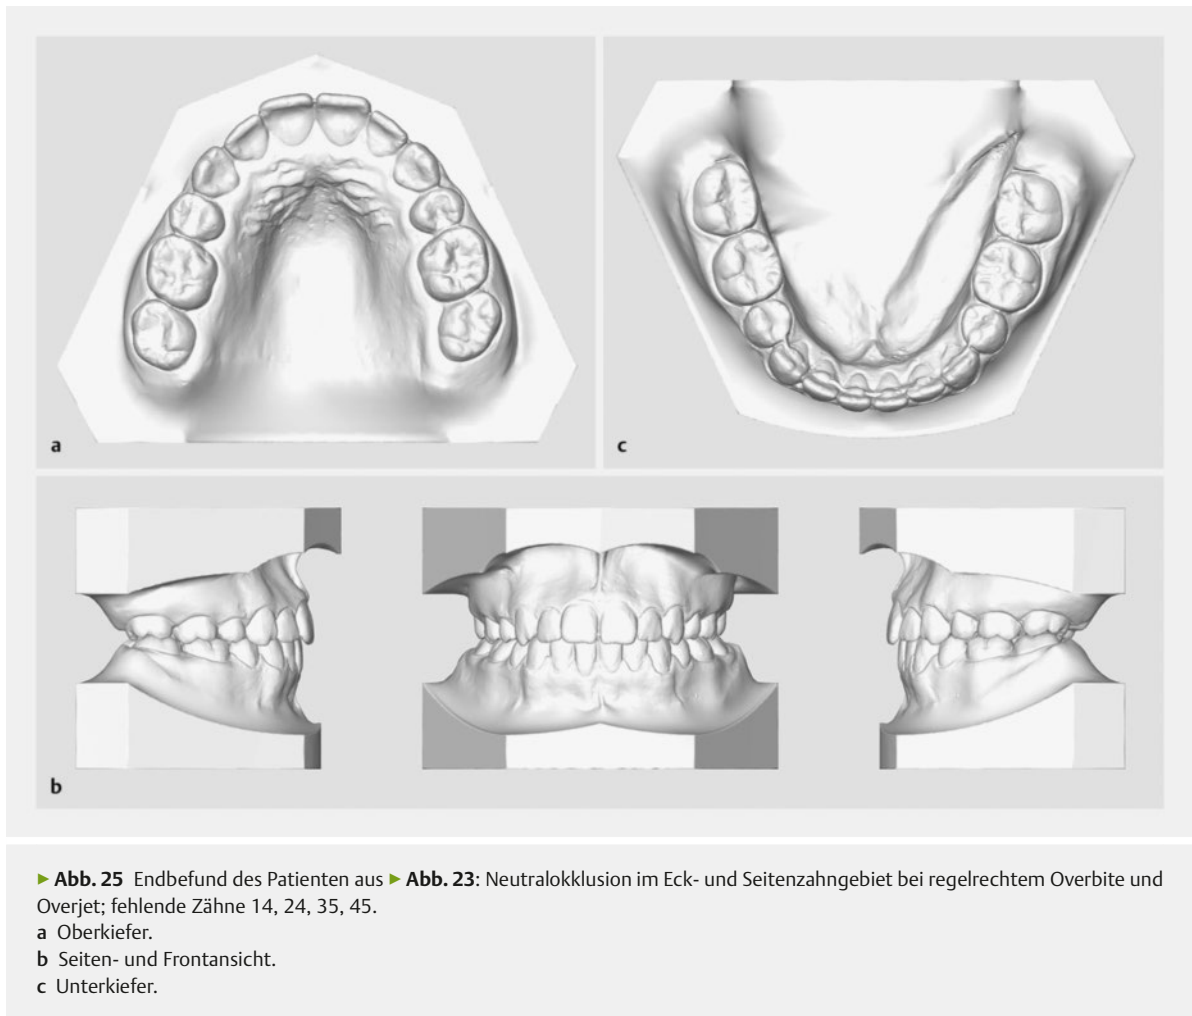 a
c
b
▶ Abb. 25 Endbefund des Patienten aus ▶ Abb. 23: Neutralokklusion im Eck- und Seitenzahngebiet bei regelrechtem Overbite und
Overjet; fehlende Zähne 14, 24, 35, 45.
a Oberkiefer.
b Seiten- und Frontansicht.
c Unterkiefer.